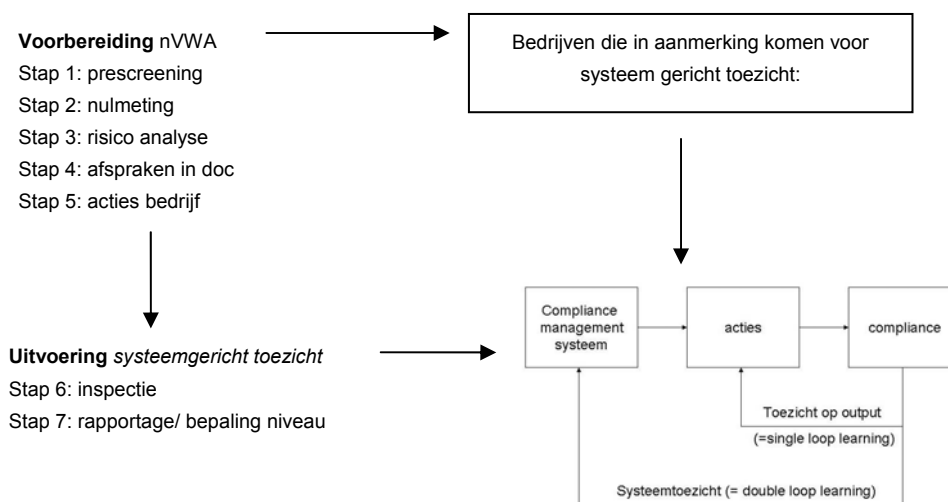 Voorbereiding nVWA
Stap 1: prescreening
Stap 2: nulmeting
Stap 3: risico analyse
Stap 4: afspraken in doc
Stap 5: acties bedrijf
Bedrijven die in aanmerking komen voor
systeem gericht toezicht:
Uitvoering systeemgericht toezicht
Stap 6: inspectie
Stap 7: rapportage/ bepaling niveau
Compliance
management
systeem
acties
compliance
Toezicht op output
(=single loop learning)
Systeemtoezicht (= double loop learning)